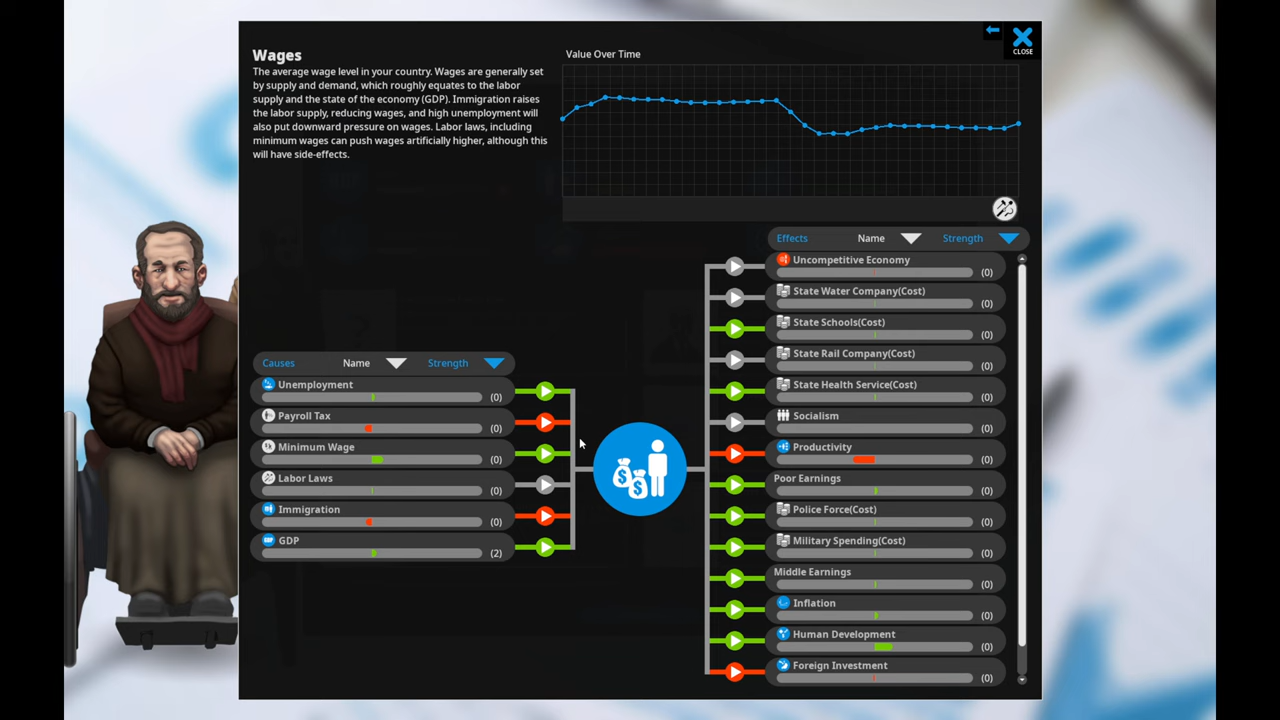 Wages
The average wage level in your country. Wages are generally set
by supply and demand, which roughly equates to the labor
supply and the state of the economy (GDP). Immigration raises
the labor supply, reducing wages, and high unemployment will
also put downward pressure on wages. Labor laws, including
minimum wages can push wages artificially higher, although this
will have side-effects.
Value Over Time
CLOSE
Causes Name Strength
Unemployment
(0)
Payroll Tax
(0)
Minimum Wage
(0)
Labor Laws
(0)
Immigration
(0)
GDP
(2)
Effects Name Strength
Uncompetitive Economy
(0)
State Water Company(Cost)
(0)
State Schools(Cost)
(0)
State Rail Company(Cost)
(0)
State Health Service(Cost)
(0)
Socialism
(0)
Productivity
(0)
Poor Earnings
(0)
Police Force(Cost)
(0)
Military Spending(Cost)
(0)
Middle Earnings
(0)
Inflation
(0)
Human Development
(0)
Foreign Investment
(0)